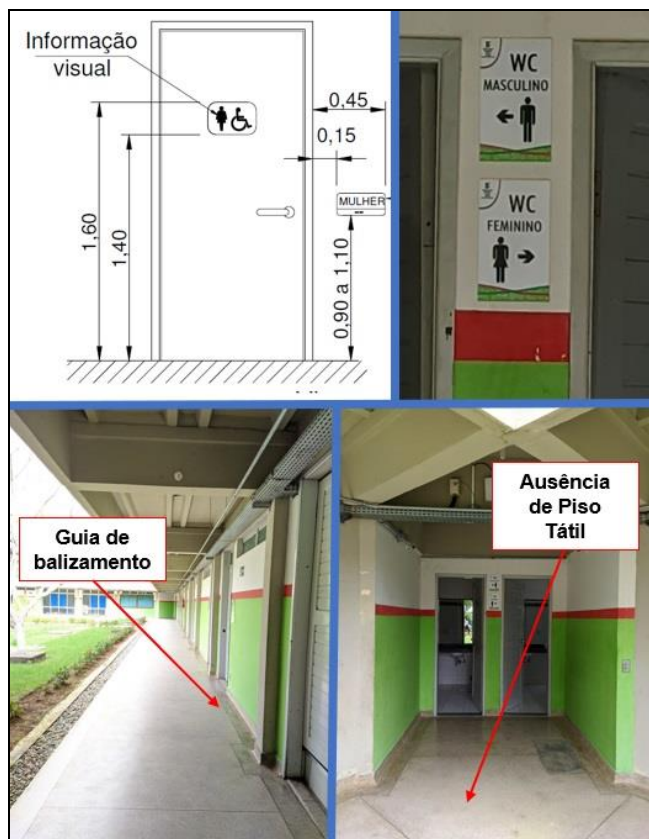 Informação
visual
0,45
0,15
MULHER
1,60
1,40
0,90 a 1,10
WC
MASCULINO
WC
FEMININO
Guia de
balizamento
Ausência
de Piso
Tátil